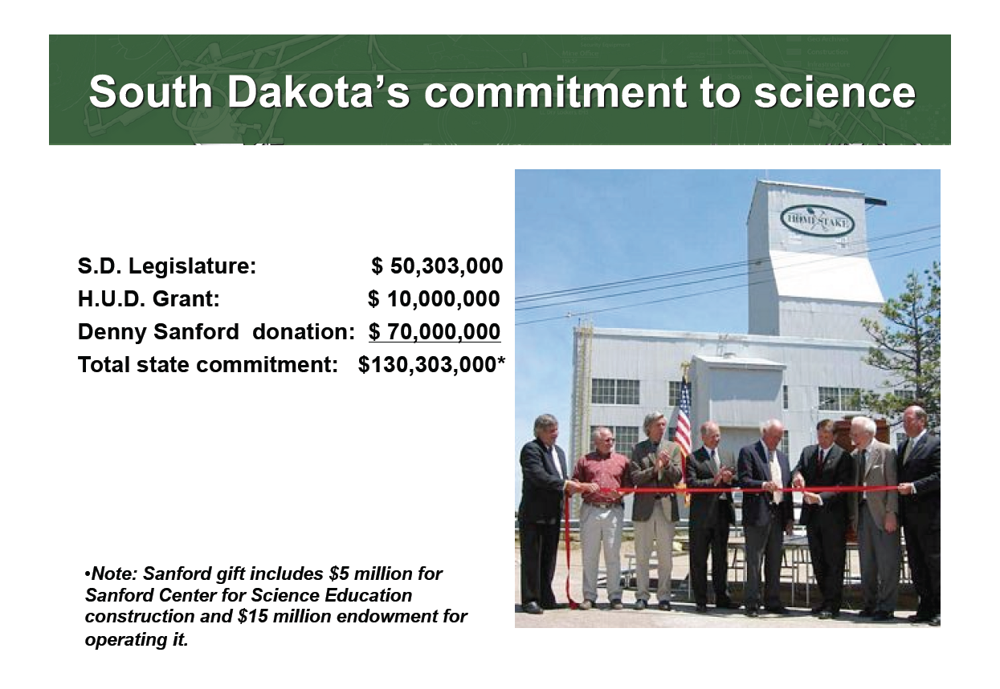 South Dakota’s commitment to science
HOMESTAKE
S.D. Legislature: $ 50,303,000
H.U.D. Grant: $ 10,000,000
Denny Sanford donation: $ 70,000,000
Total state commitment: $130,303,000*
•Note: Sanford gift includes $5 million for
Sanford Center for Science Education
construction and $15 million endowment for
operating it.